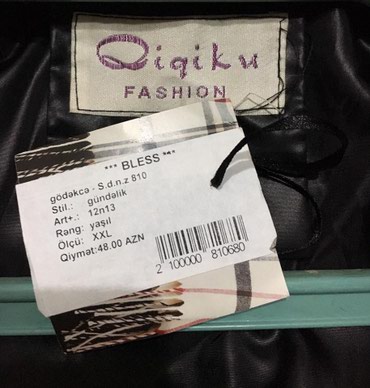 Qiqiku
FASHION
*** BLESS ***
gödəkcə - S.d.n.z 810
Stil.: gündəlik
Art+.: 12n13
Rəng: yaşıl
Ölçü: XXL
Qiymət:48.00 AZN
2 100000 810680